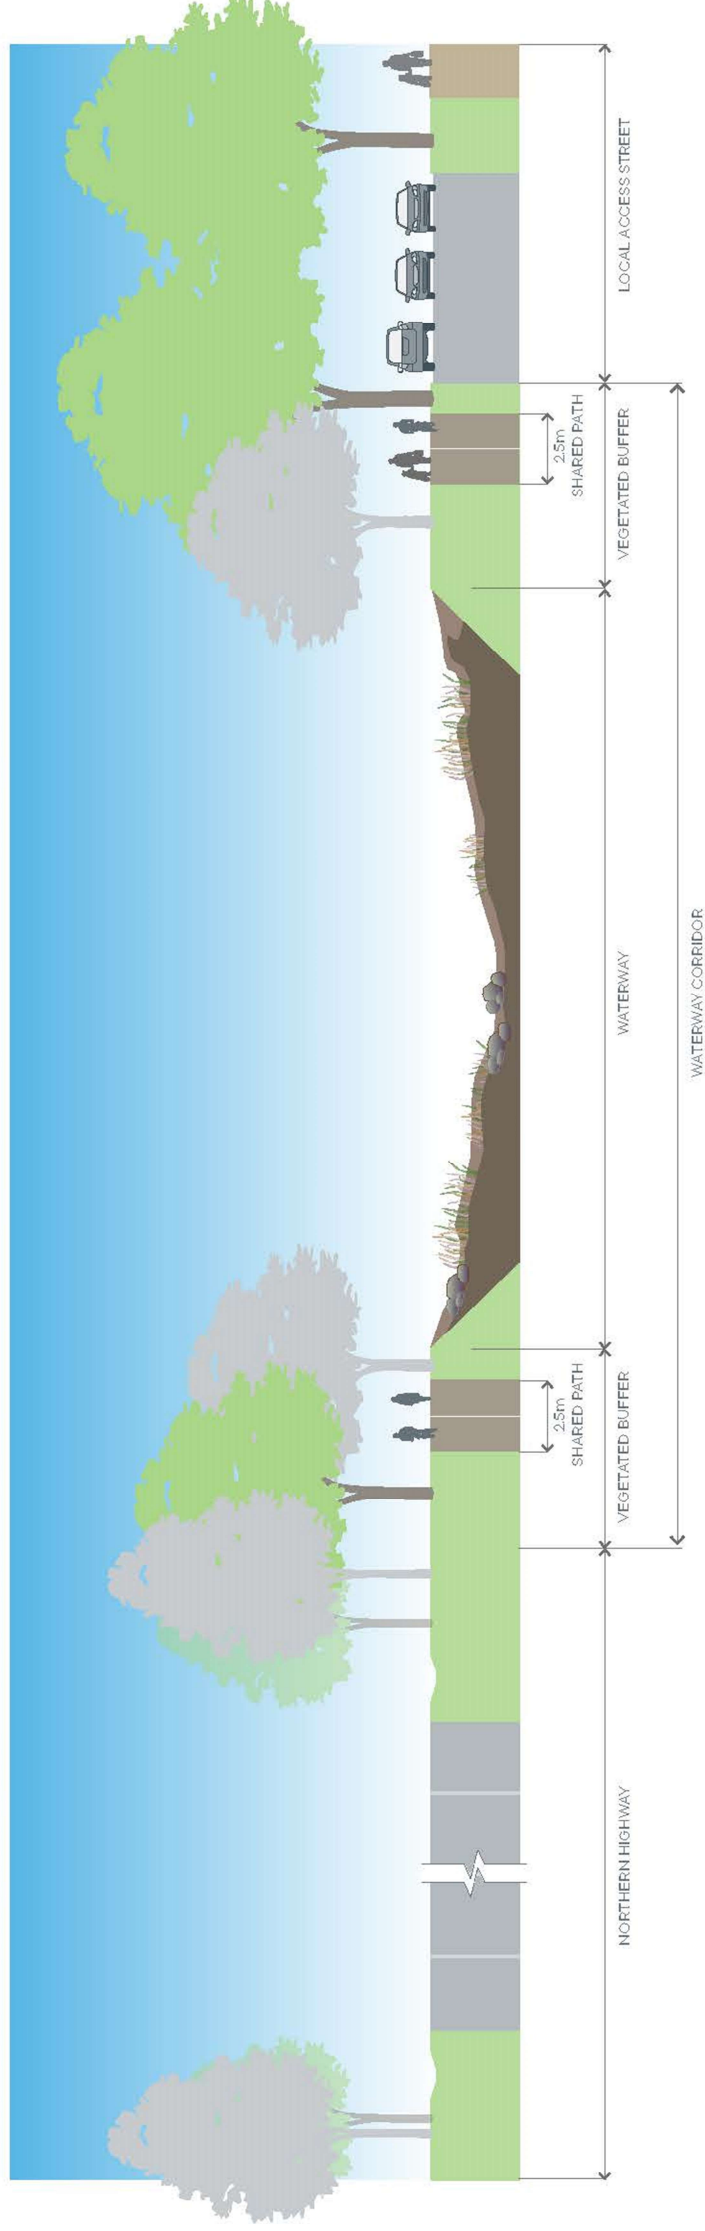 2.5m
SHARED PATH
2.5m
SHARED PATH
NORTHERN HIGHWAY
VEGETATED BUFFER
WATERWAY
VEGETATED BUFFER
LOCAL ACCESS STREET
WATERWAY CORRIDOR